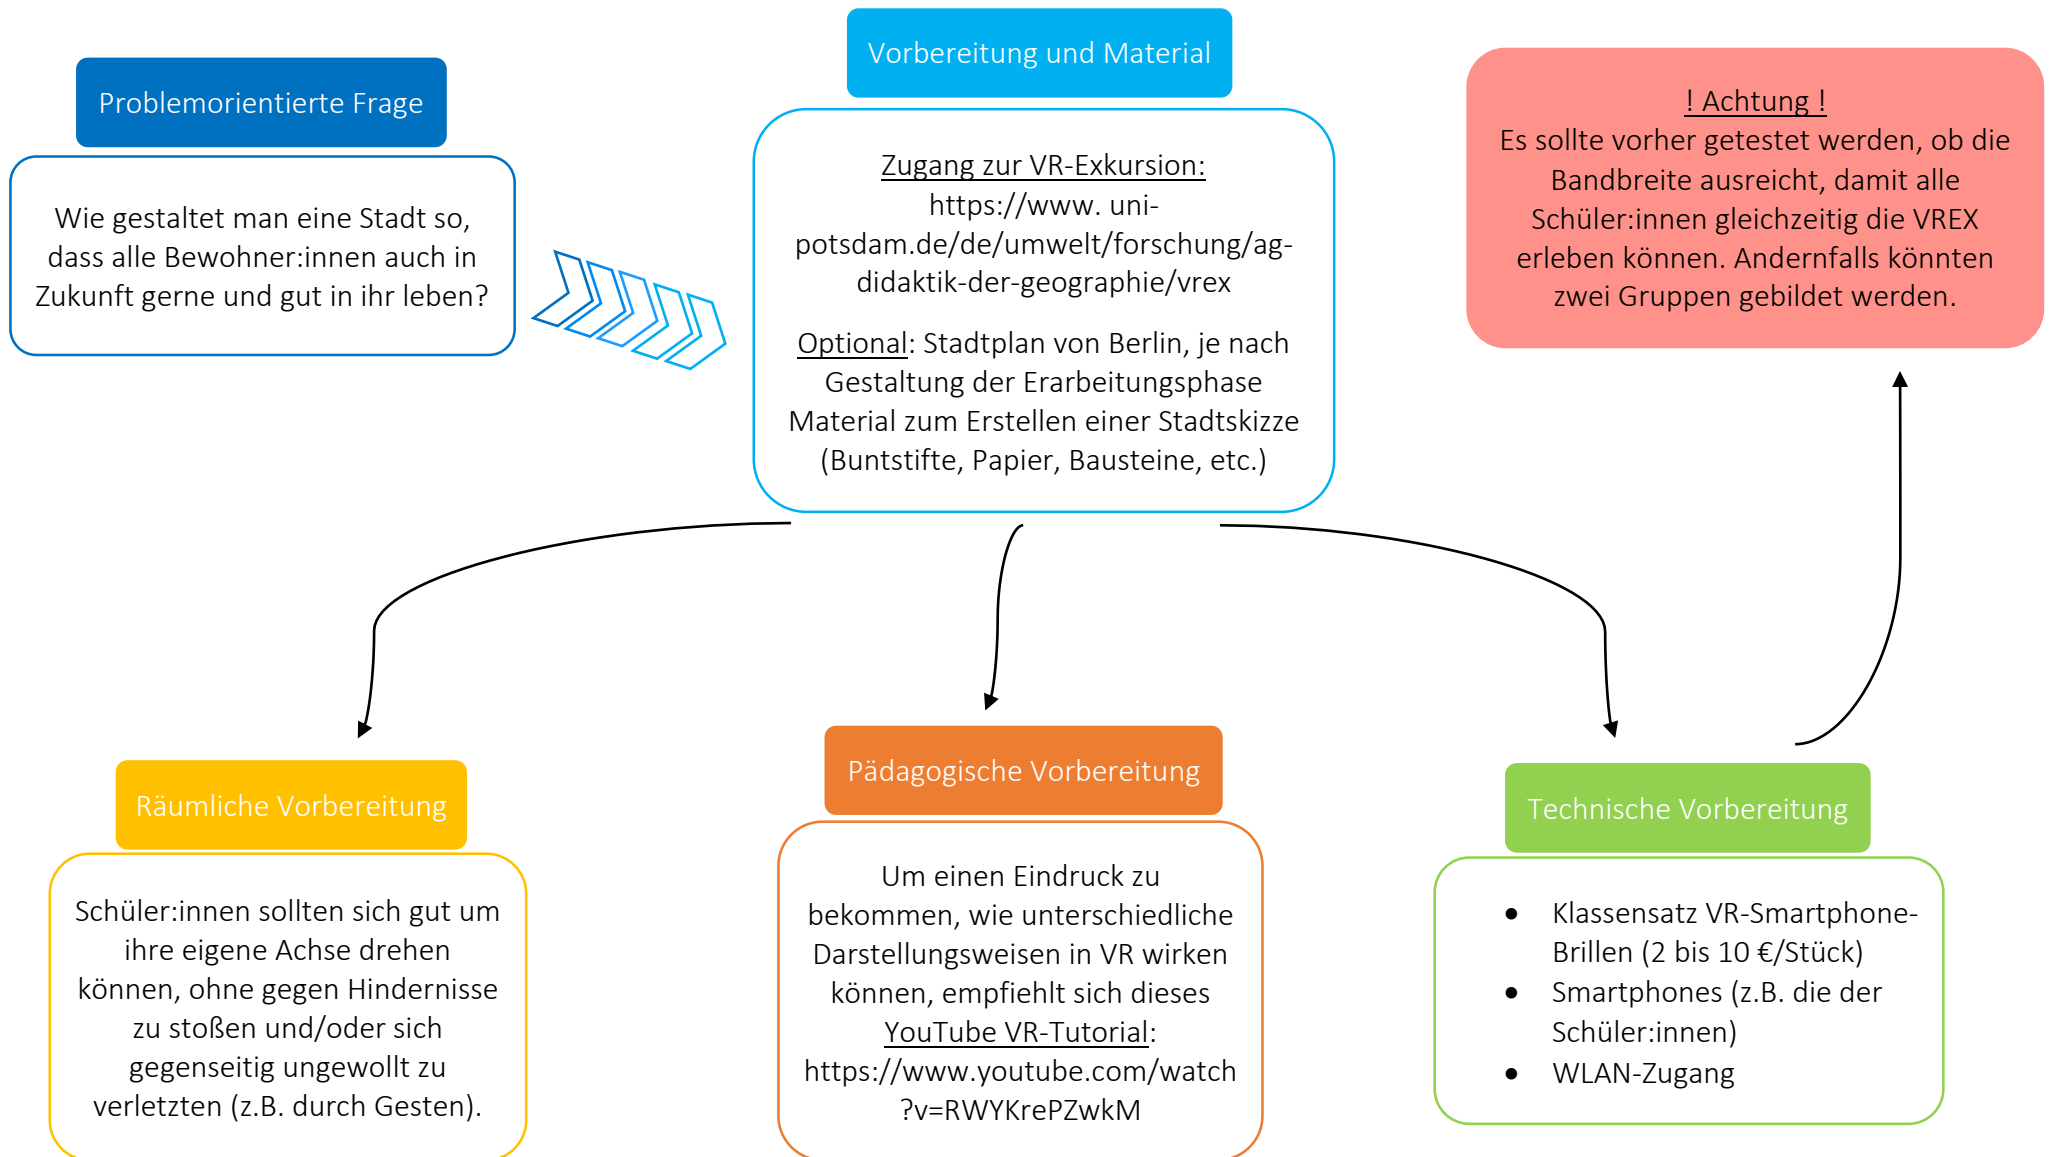 Problemorientierte Frage
Wie gestaltet man eine Stadt so,
dass alle Bewohner:innen auch in
Zukunft gerne und gut in ihr leben?
Vorbereitung und Material
Zugang zur VR-Exkursion:
https://www. uni-
potsdam.de/de/umwelt/forschung/ag-
didaktik-der-geographie/vrex
Optional: Stadtplan von Berlin, je nach
Gestaltung der Erarbeitungsphase
Material zum Erstellen einer Stadtskizze
(Buntstifte, Papier, Bausteine, etc.)
! Achtung !
Es sollte vorher getestet werden, ob die
Bandbreite ausreicht, damit alle
Schüler:innen gleichzeitig die VREX
erleben können. Andernfalls könnten
zwei Gruppen gebildet werden.
Räumliche Vorbereitung
Schüler:innen sollten sich gut um
ihre eigene Achse drehen
können, ohne gegen Hindernisse
zu stoßen und/oder sich
gegenseitig ungewollt zu
verletzten (z.B. durch Gesten).
Pädagogische Vorbereitung
Um einen Eindruck zu
bekommen, wie unterschiedliche
Darstellungsweisen in VR wirken
können, empfiehlt sich dieses
YouTube VR-Tutorial:
https://www.youtube.com/watch
?v=RWYKrePZwkM
Technische Vorbereitung
• Klassensatz VR-Smartphone-
Brillen (2 bis 10 €/Stück)
• Smartphones (z.B. die der
Schüler:innen)
• WLAN-Zugang